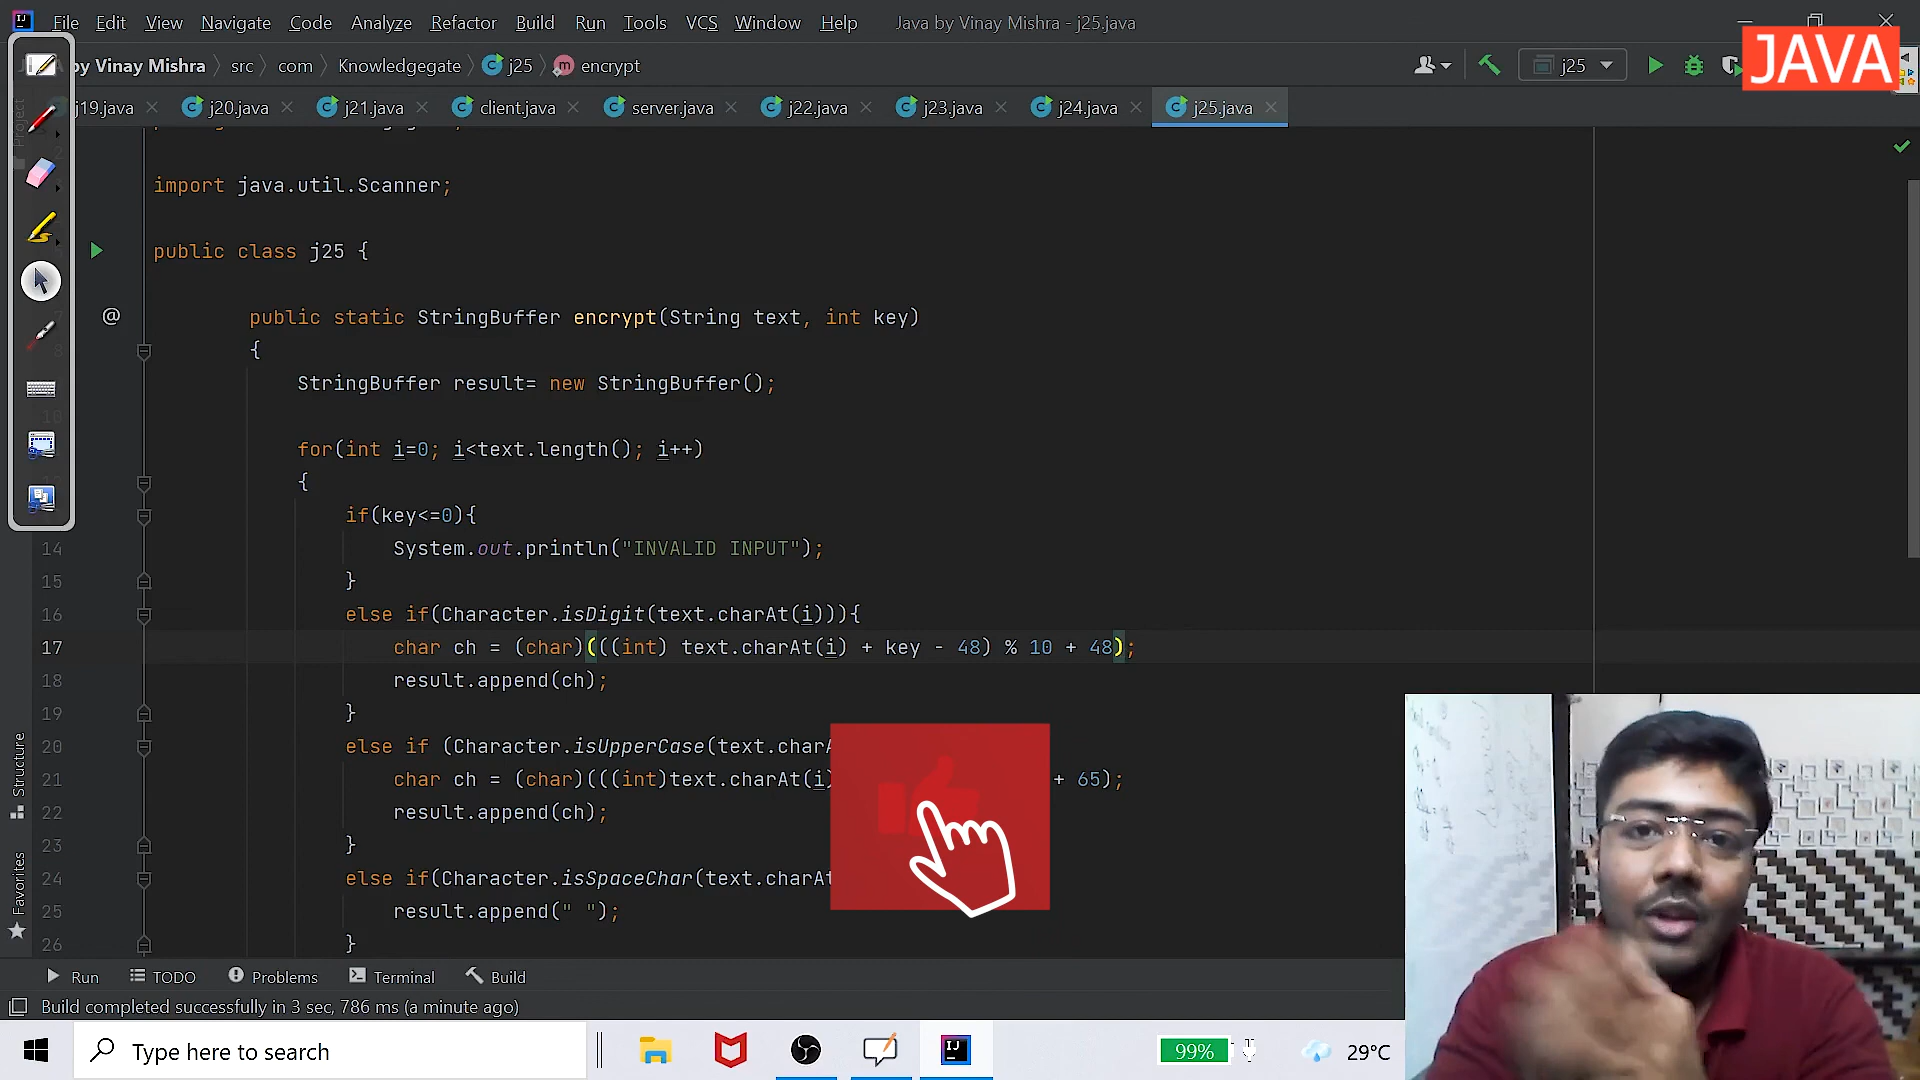 File Edit View Navigate Code Analyze Refactor Build Run Tools VCS Window Help Java by Vinay Mishra - j25.java
JAVA
by Vinay Mishra src com Knowledgegate j25 encrypt j25
j19.java j20.java j21.java client.java server.java j22.java j23.java j24.java j25.java
import java.util.Scanner;
public class j25 {
@ public static StringBuffer encrypt(String text, int key)
{
StringBuffer result= new StringBuffer();
for(int i=0; i<text.length(); i++)
{
if(key<=0){
14 System.out.println("INVALID INPUT");
15 }
16 else if(Character.isDigit(text.charAt(i))){
17 char ch = (char)(((int) text.charAt(i) + key - 48) % 10 + 48);
18 result.append(ch);
19 }
20 else if (Character.isUpperCase(text.char
21 char ch = (char)(((int)text.charAt(i) + 65);
22 result.append(ch);
23 }
24 else if(Character.isSpaceChar(text.charAt
25 result.append(" ");
26 }
Structure
Favorites
Run TODO Problems Terminal Build
Build completed successfully in 3 sec, 786 ms (a minute ago)
Type here to search 99% 29°C